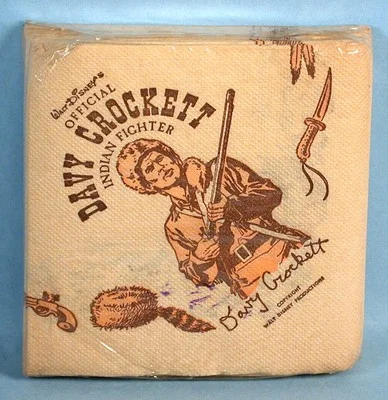 Walt Disney's
OFFICIAL
DAVY CROCKETT
INDIAN FIGHTER
Davy Crockett
COPYRIGHT
WALT DISNEY PRODUCTIONS